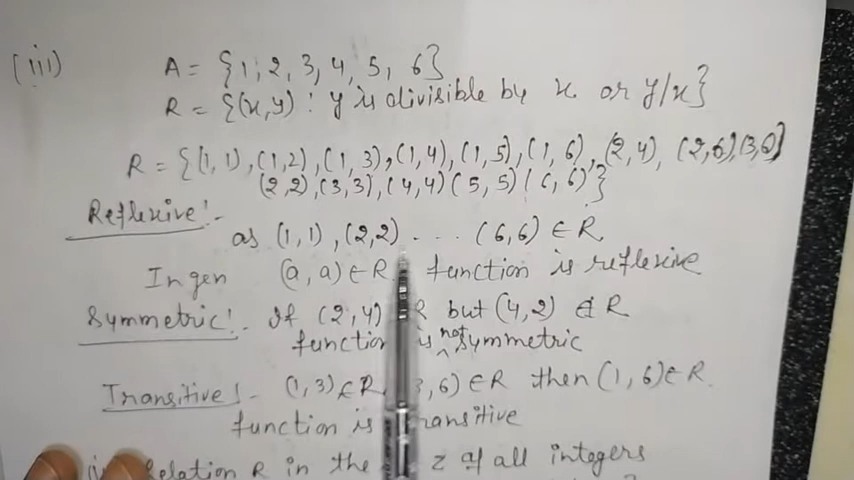 (iii) A = {1, 2, 3, 4, 5, 6}
R = {(x,y) : y is divisible by x or y/x}
R = {(1,1), (1,2), (1,3), (1,4), (1,5), (1,6), (2,4), (2,6)(3,6)
(2,2), (3,3), (4,4) (5,5) (6,6)}
Reflexive!-
as (1,1), (2,2) . - - (6,6) ∈ R
In gen (a, a) ∈ R function is reflexive
Symmetric!. If (2,4) R but (4,2) ∉ R
function is not symmetric
Transitive!- (1,3) ∈ R 3,6) ∈ R then (1,6) ∈ R.
function is transitive
Relation R in the Z of all integers